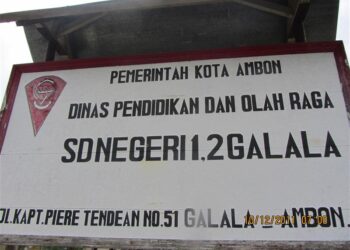 PEMERINTAH KOTA AMBON
DINAS PENDIDIKAN DAN OLAH RAGA
SD NEGERI 1,2 GALALA
JL.KAPT.PIERE TENDEAN NO.51 GALALA - AMBON.